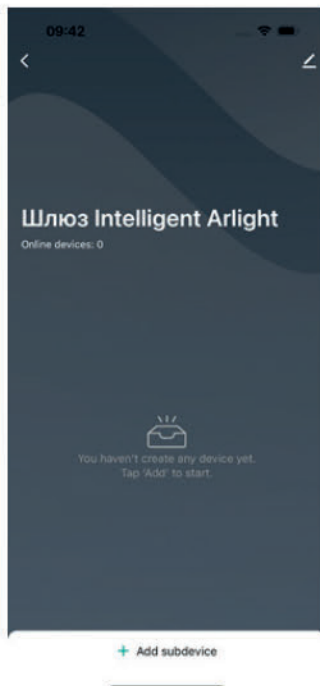 09:42
Шлюз Intelligent Arlight
Online devices: 0
You haven't create any device yet.
Tap 'Add' to start.
+ Add subdevice